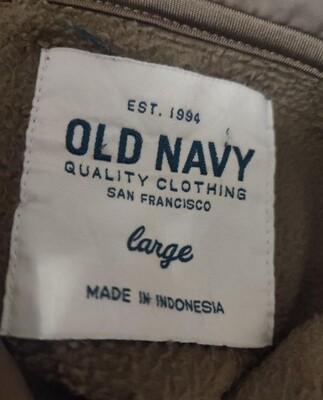 EST. 1994
OLD NAVY
QUALITY CLOTHING
SAN FRANCISCO
large
MADE IN INDONESIA